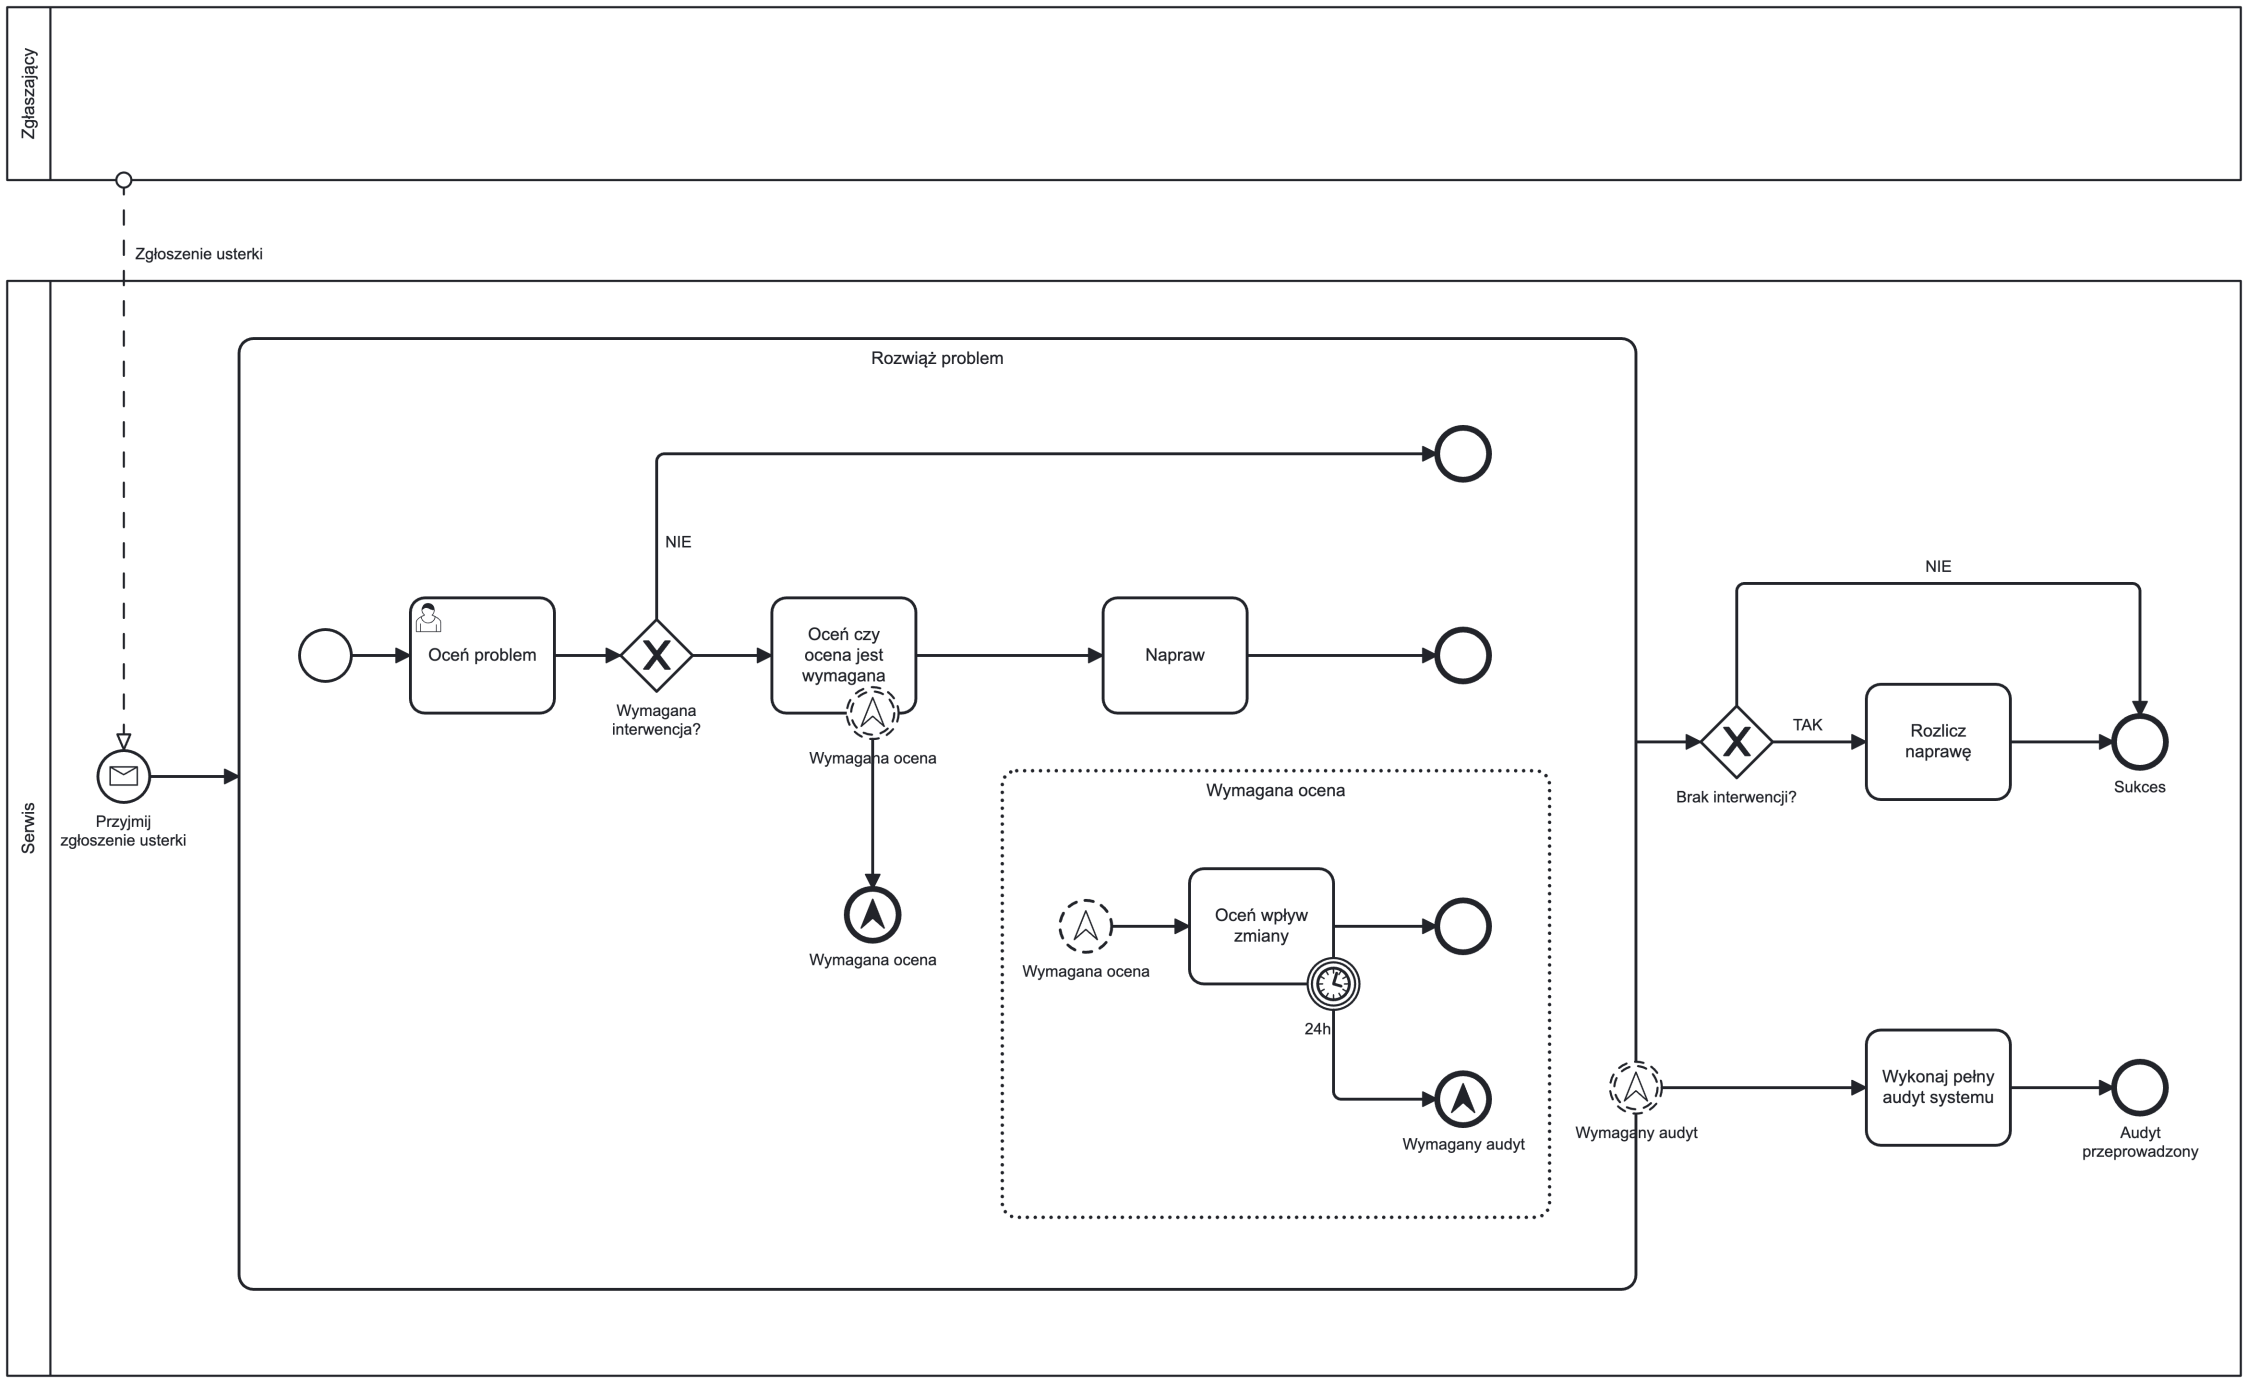 Zgłaszający
Zgłoszenie usterki
Serwis
Przyjmij
zgłoszenie usterki
Rozwiąż problem
NIE
Oceń problem
Wymagana
interwencja?
Oceń czy
ocena jest
wymagana
Wymagana ocena
Napraw
Wymagana ocena
Wymagana ocena
Wymagana ocena
Oceń wpływ
zmiany
24h
Wymagany audyt
NIE
Brak interwencji?
TAK
Rozlicz
naprawę
Sukces
Wymagany audyt
Wykonaj pełny
audyt systemu
Audyt
przeprowadzony